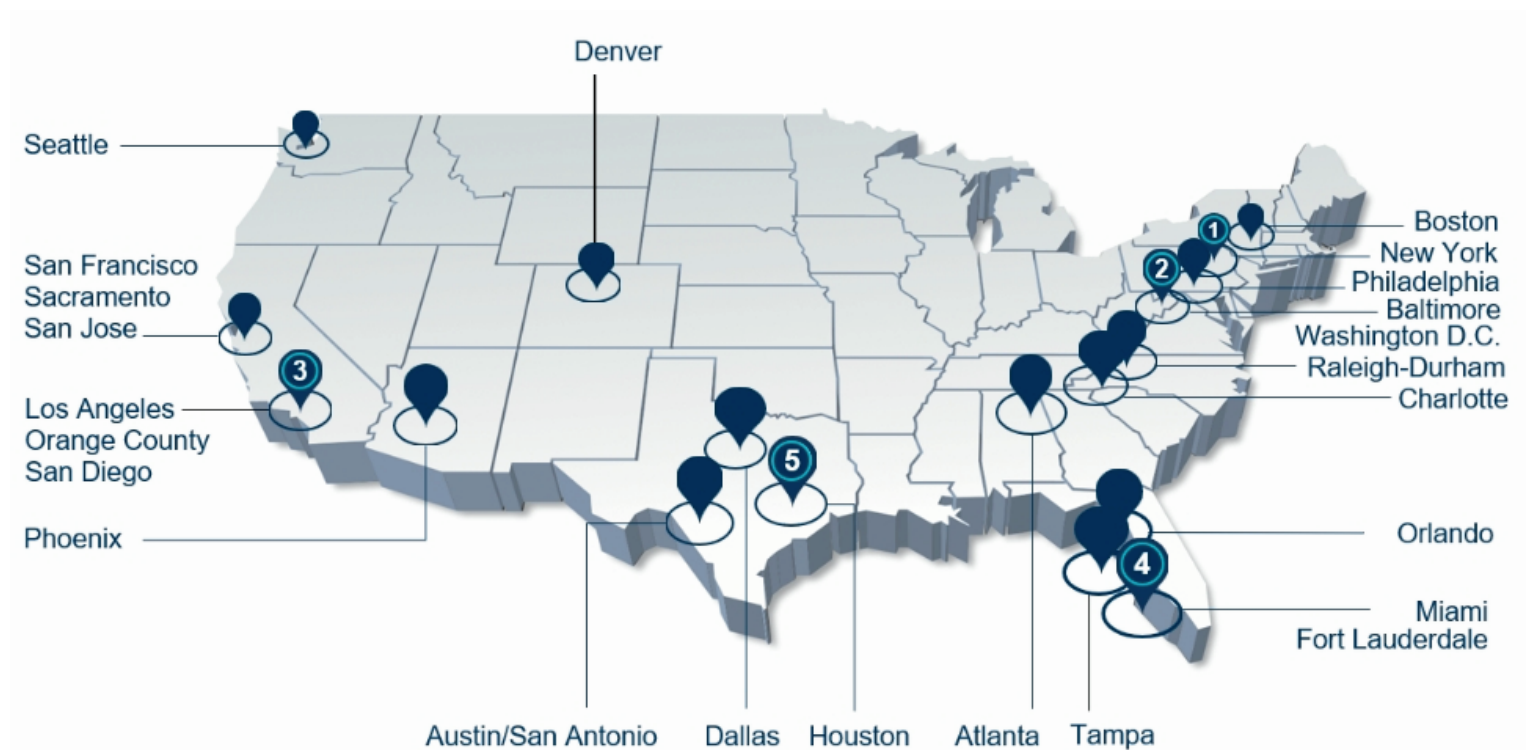 Denver
Seattle
San Francisco
Sacramento
San Jose
Los Angeles
Orange County
San Diego
Phoenix
1
2
3
5
4
Boston
New York
Philadelphia
Baltimore
Washington D.C.
Raleigh-Durham
Charlotte
Orlando
Miami
Fort Lauderdale
Austin/San Antonio
Dallas
Houston
Atlanta
Tampa